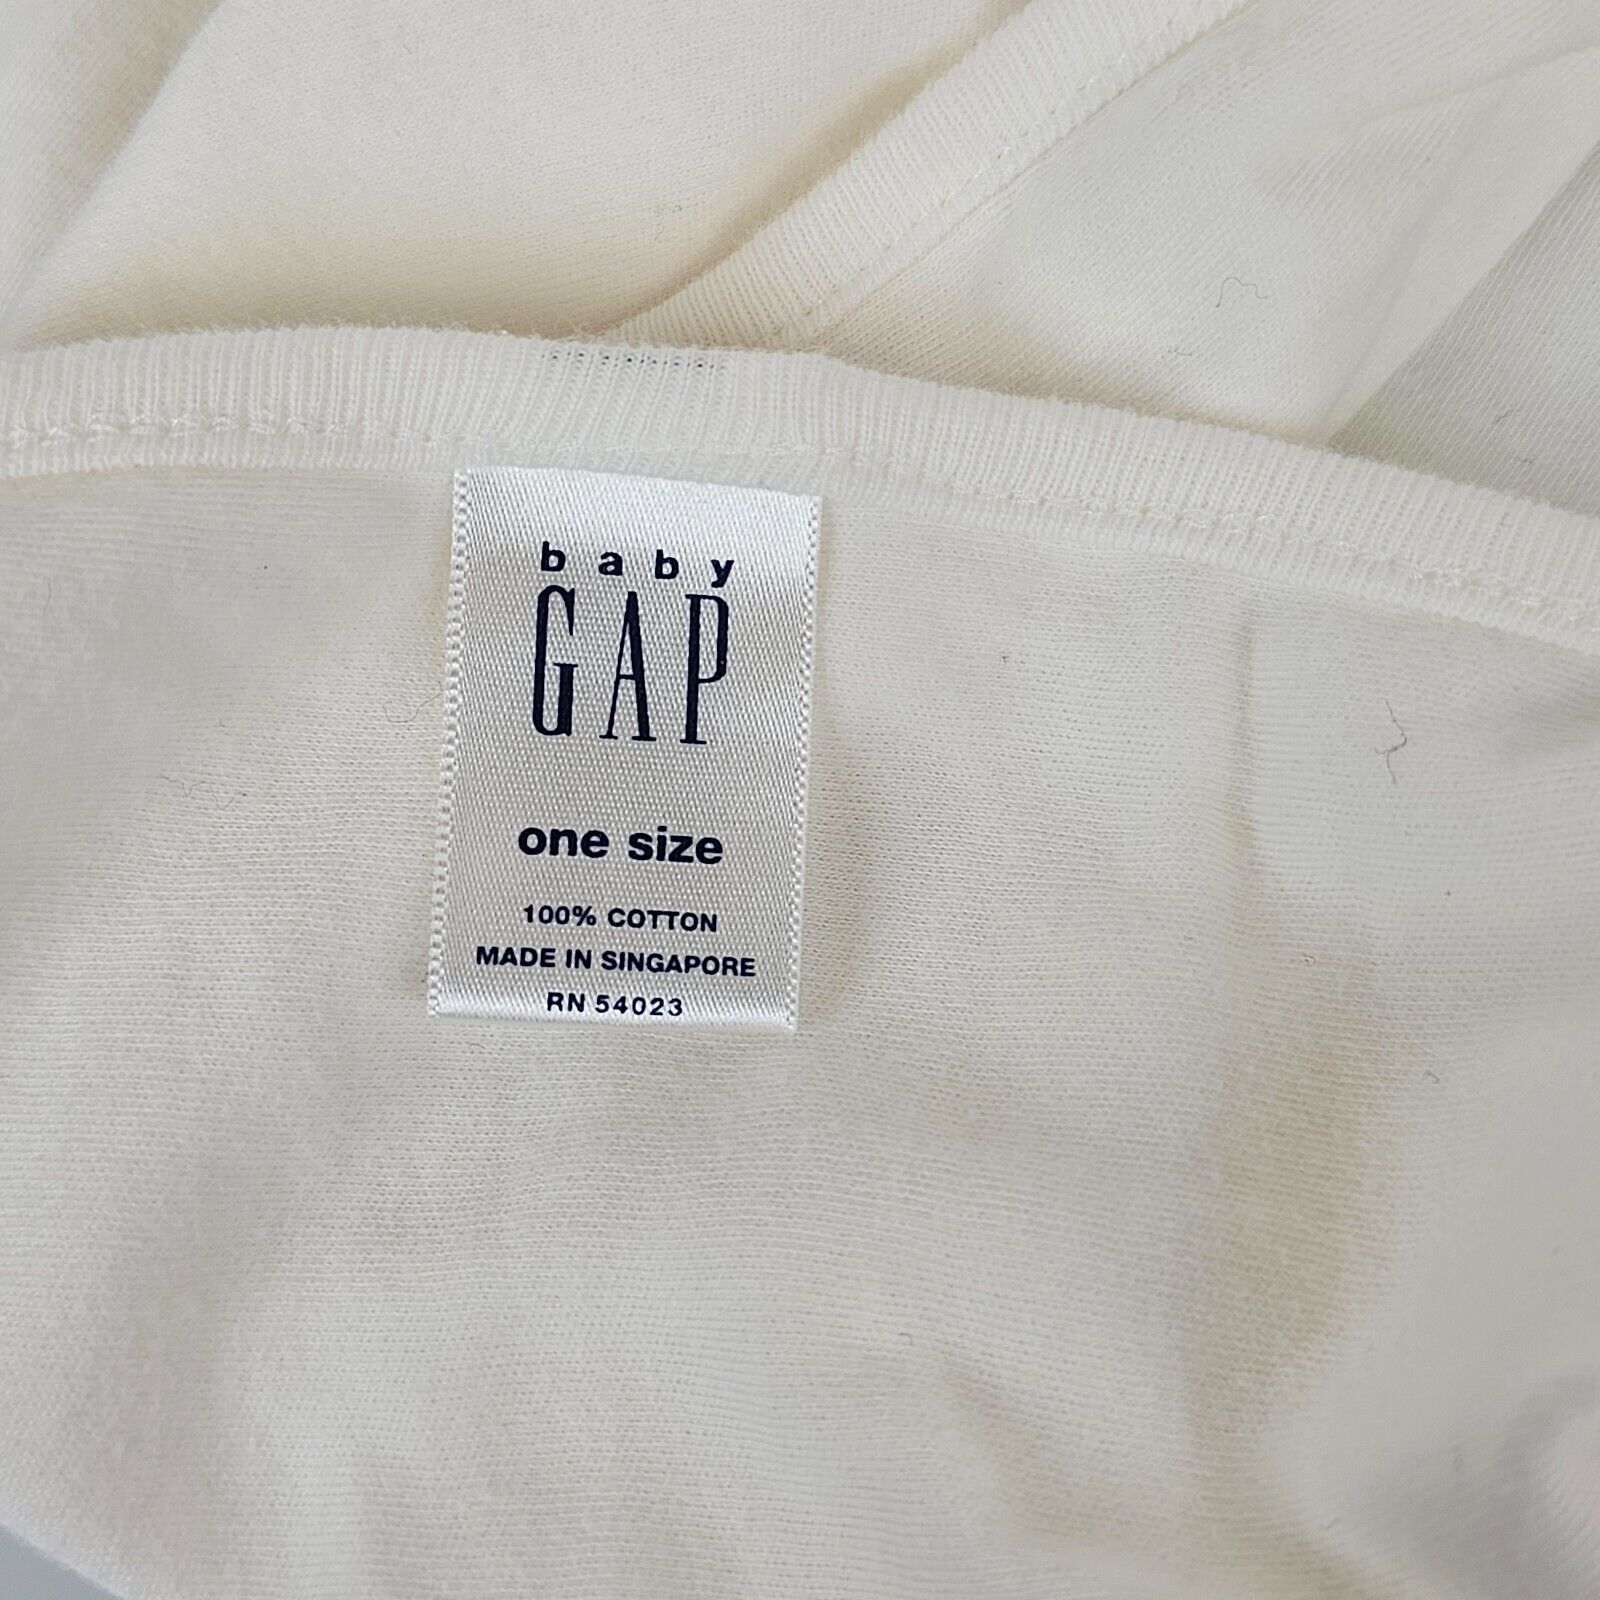 baby
GAP
one size
100% COTTON
MADE IN SINGAPORE
RN 54023